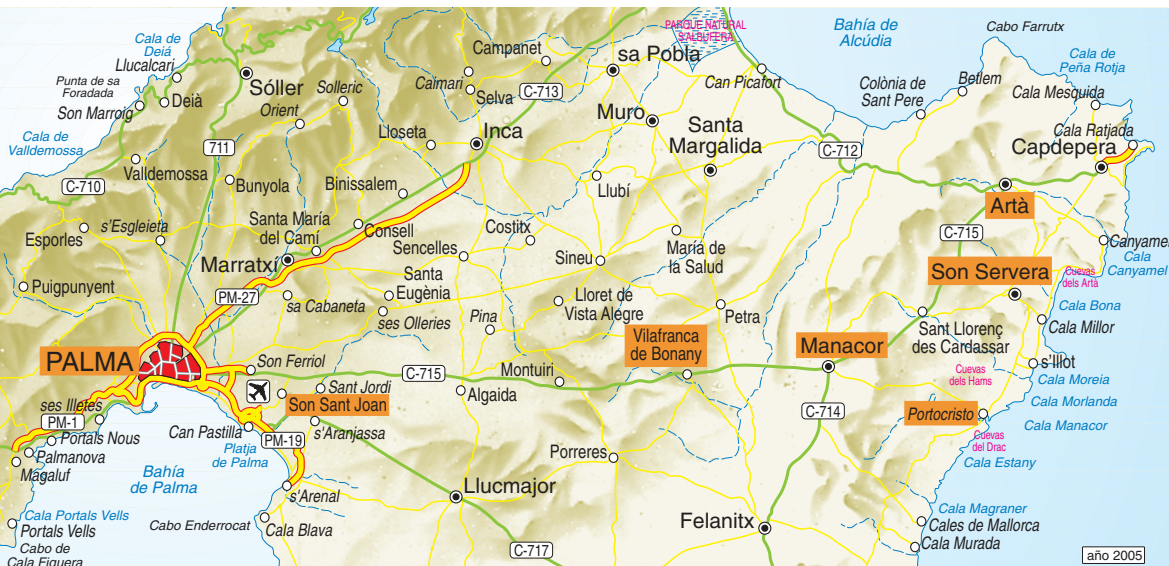 PARQUE NATURAL
S'ALBUFERA
Bahía de
Alcúdia
Cabo Farrutx
Cala de
Deiá
Llucalcari
Campanet
sa Pobla
Can Picafort
Cala de
Peña Rotja
Punta de sa
Foradada
Son Marroig
Deià
Sóller
Solleric
Orient
Caimari
Selva
C-713
Colònia de
Sant Pere
Betlem
Cala Mesquida
Cala de
Valldemossa
711
Lloseta
Inca
Muro
Santa
Margalida
C-712
Cala Ratjada
Capdepera
Valldemossa
C-710
Bunyola
Binissalem
Llubí
Artà
s'Esgleieta
Esporles
Santa María
del Camí
Consell
Sencelles
Costitx
María de
la Salud
C-715
Canyamel
Cala
Canyamel
Marratxí
Sineu
Son Servera
Cuevas
dels Artà
Puigpunyent
PM-27
sa Cabaneta
Santa
Eugènia
ses Olleries
Pina
Lloret de
Vista Alegre
Petra
Cala Bona
Cala Millor
Sant Llorenç
des Cardassar
PALMA
Son Ferriol
Vilafranca
de Bonany
Manacor
s'Illot
Cuevas
dels Hams
Cala Moreia
C-715
Montuiri
Sant Jordi
Son Sant Joan
Algaida
Cala Morlanda
ses Illetes
PM-1
Portals Nous
Palmanova
Magaluf
Can Pastilla
PM-19
s'Aranjassa
C-714
Portocristo
Cala Manacor
Platja
de Palma
Cuevas
del Drac
Cala Estany
Bahía
de Palma
Porreres
s'Arenal
Llucmajor
Cala Portals Vells
Portals Vells
Cabo Enderrocat
Cala Blava
Felanitx
Cala Magraner
Cales de Mallorca
Cala Murada
Cabo de
Cala Figuera
C-717
año 2005